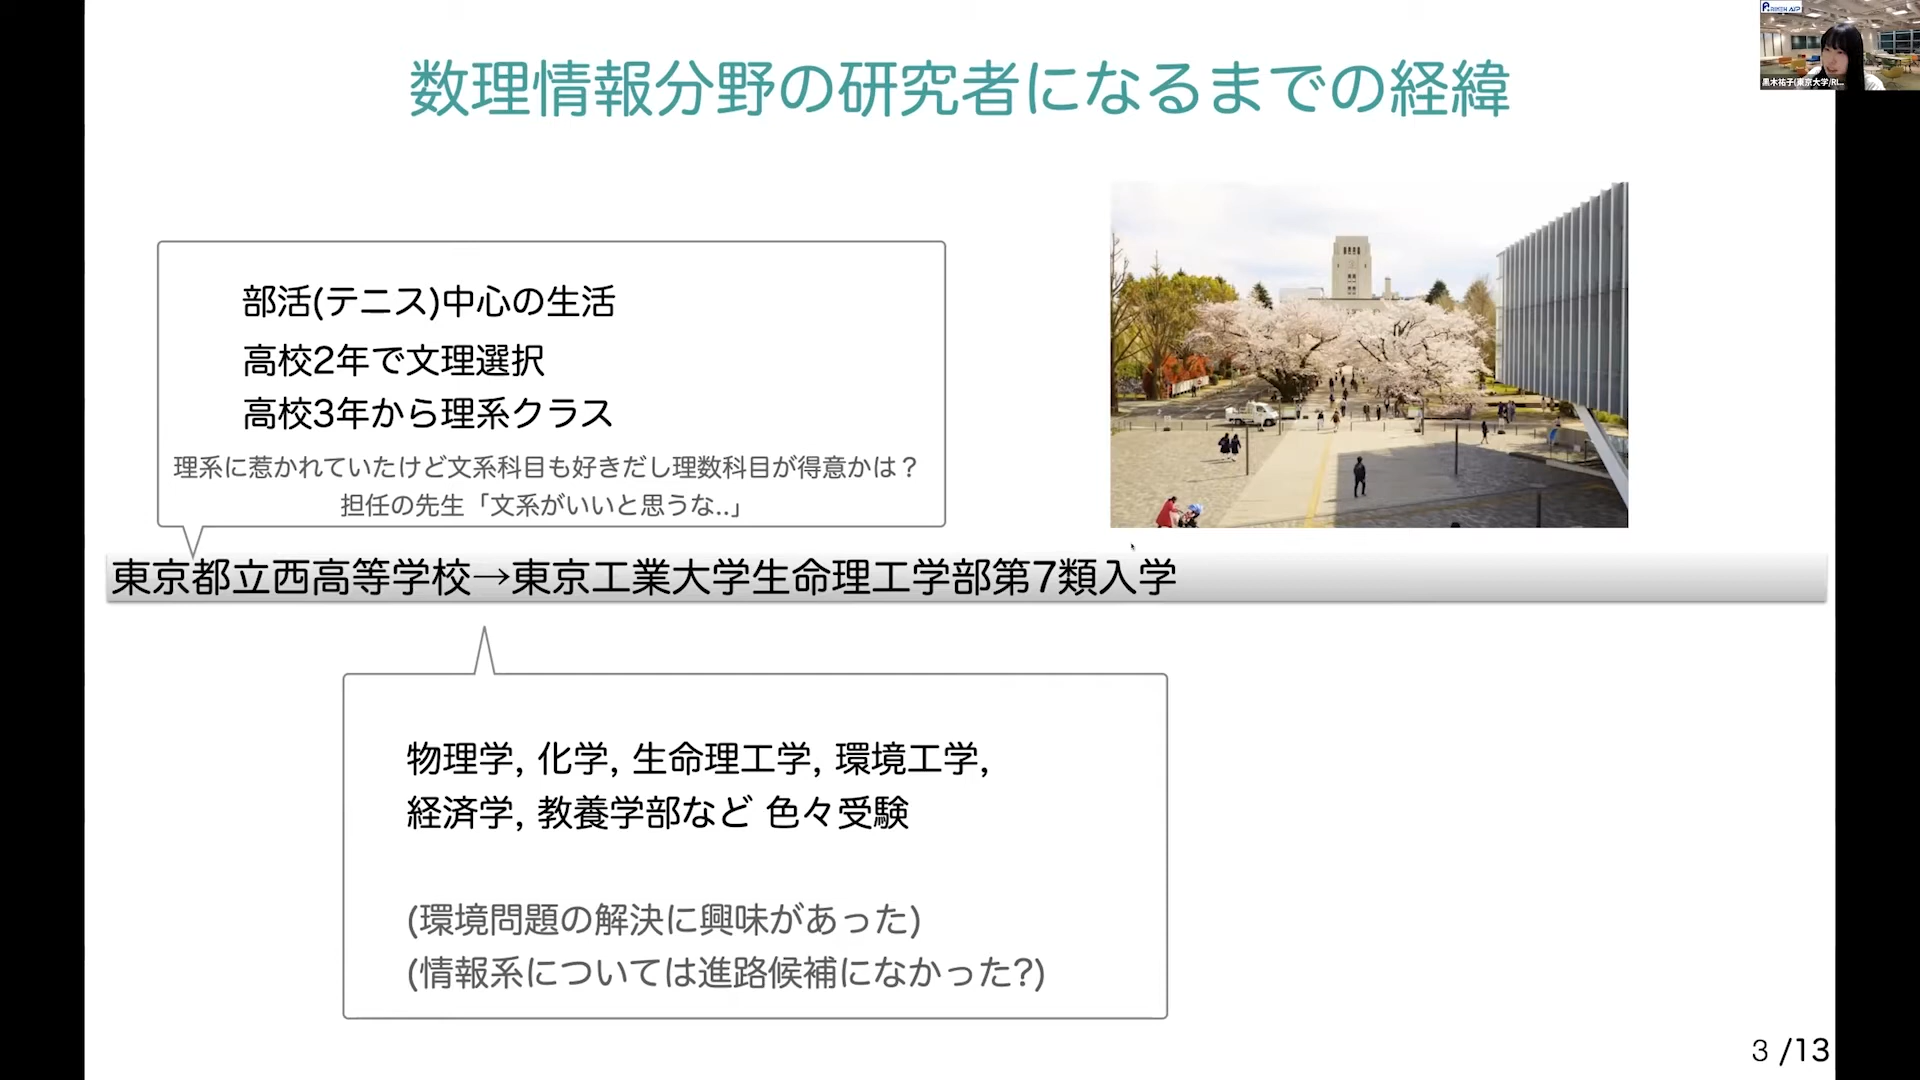 数理情報分野の研究者になるまでの経緯
部活(テニス)中心の生活
高校2年で文理選択
高校3年から理系クラス
理系に惹かれていたけど文系科目も好きだし理数科目が得意かは？
担任の先生「文系がいいと思うな..」
東京都立西高等学校→東京工業大学生命理工学部第7類入学
物理学, 化学, 生命理工学, 環境工学,
経済学, 教養学部など 色々受験
(環境問題の解決に興味があった)
(情報系については進路候補になかった?)
3 /13
黒木祐子(東京大学/RI...